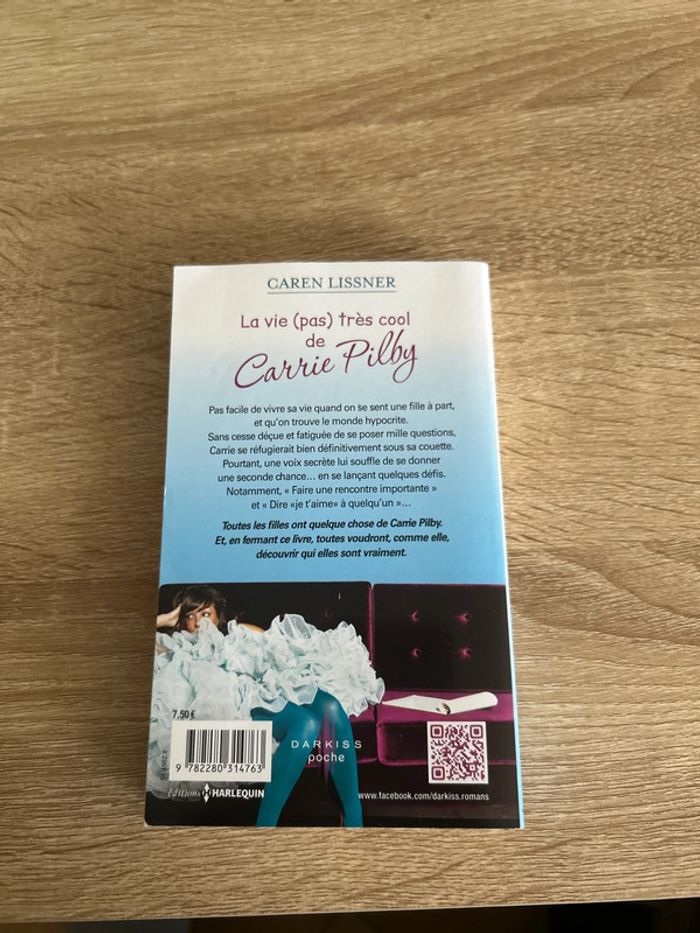 CAREN LISSNER
La vie (pas) très cool
de
Carrie Pilby
Pas facile de vivre sa vie quand on se sent une fille à part,
et qu'on trouve le monde hypocrite.
Sans cesse déçue et fatiguée de se poser mille questions,
Carrie se réfugierait bien définitivement sous sa couette.
Pourtant, une voix secrète lui souffle de se donner
une seconde chance... en se lançant quelques défis.
Notamment, « Faire une rencontre importante »
et « Dire «je t'aime» à quelqu'un »...
Toutes les filles ont quelque chose de Carrie Pilby.
Et, en fermant ce livre, toutes voudront, comme elle,
découvrir qui elles sont vraiment.
7,50 €
DARKISS
poche
9 782280 314763
éditions HARLEQUIN
www.facebook.com/darkiss.romans